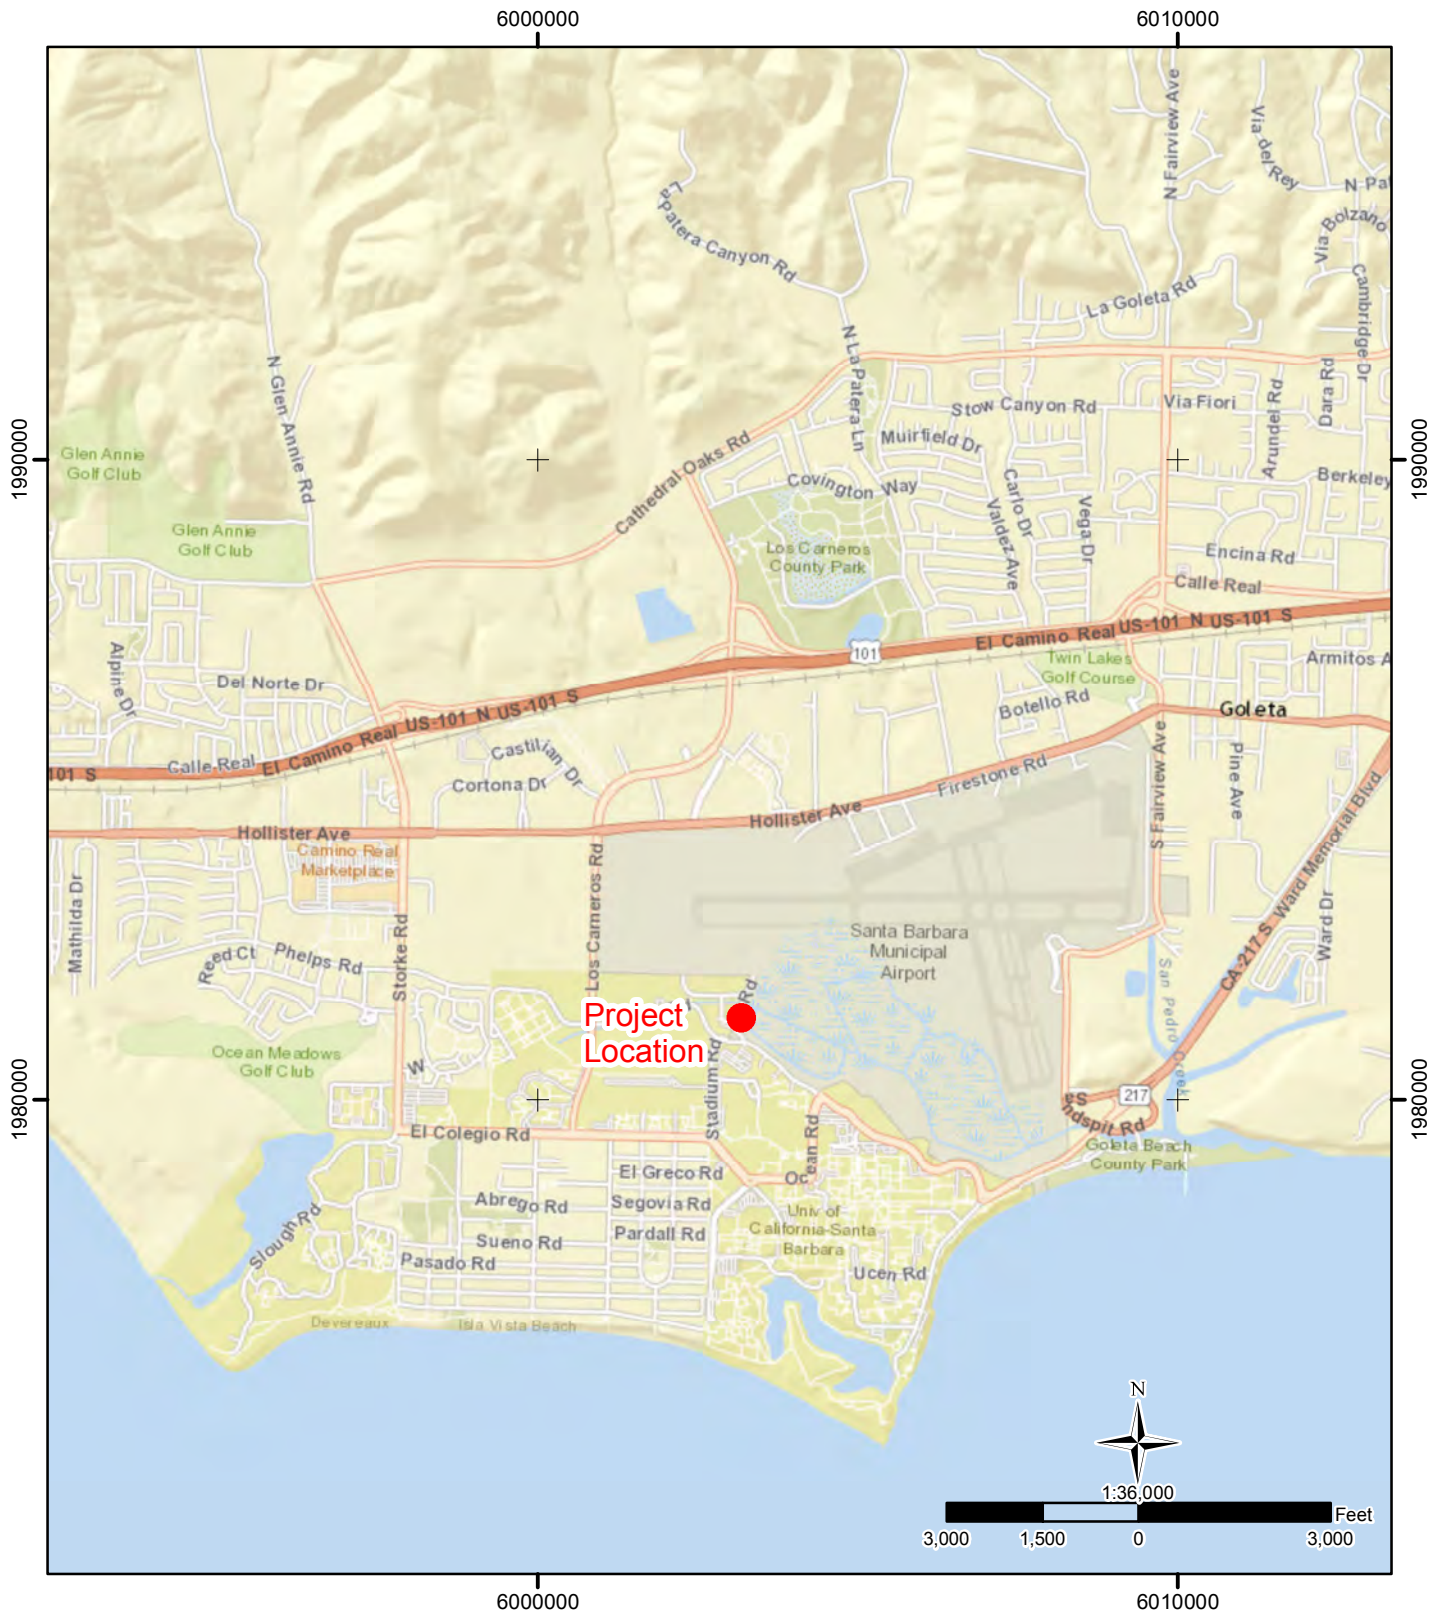 6000000
6010000
N Fairview Ave
Via del Rey
N Pa
Via Bolzano
La Patera Canyon Rd
Cambridge Dr
La Goleta Rd
N La Patera Ln
N Glen Annie Rd
Dara Rd
Stow Canyon Rd
Via Fiori
Arundel Rd
Muirfield Dr
1990000
Glen Annie
Golf Club
Cathedral Oaks Rd
Covington Way
Carlo Dr
Valdez Ave
Vega Dr
Berkeley
1990000
Glen Annie
Golf Club
Los Carneros
County Park
Encina Rd
Calle Real
El Camino Real
US-101 N
US-101 S
101
Twin Lakes
Golf Course
Armitos A
Alpine Dr
Del Norte Dr
US-101 N
US-101 S
Botello Rd
Goleta
Calle Real
El Camino Real
Castilian Dr
101 S
Cortona Dr
Firestone Rd
S Fairview Ave
Pine Ave
Ward Memorial Blvd
Hollister Ave
Hollister Ave
Camino Real
Marketplace
Los Carneros Rd
Mathilda Dr
Storke Rd
Santa Barbara
Municipal
Airport
Ward Dr
CA-217 S
Reed Ct
Phelps Rd
San Pedro Creek
Rd
Project
Location
Ocean Meadows
Golf Club
W
Stadium Rd
1980000
217
Sandspit Rd
1980000
El Colegio Rd
Ocean Rd
Goleta Beach
County Park
El Greco Rd
Abrego Rd
Segovia Rd
Univ of
California-Santa
Barbara
Slough Rd
Sueno Rd
Pardall Rd
Pasado Rd
Ucen Rd
Devereaux
Isla Vista Beach
N
1:36,000
Feet
3,000
1,500
0
3,000
6000000
6010000